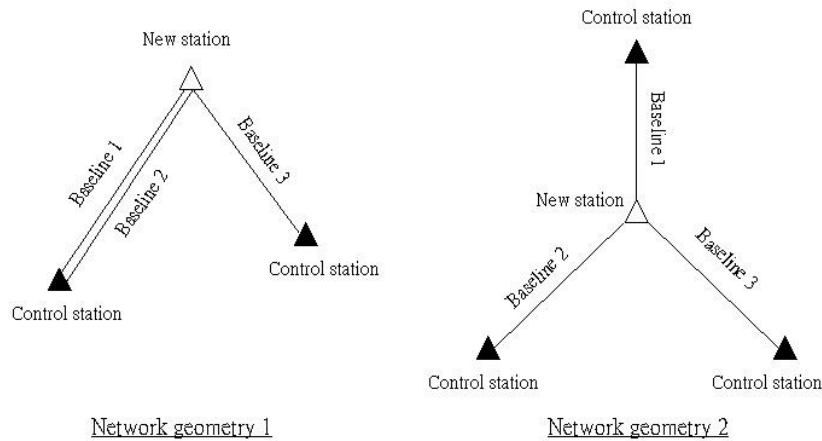 New station
Baseline 1
Baseline 2
Baseline 3
Control station
Control station
Network geometry 1
Control station
Baseline 1
New station
Baseline 2
Baseline 3
Control station
Control station
Network geometry 2